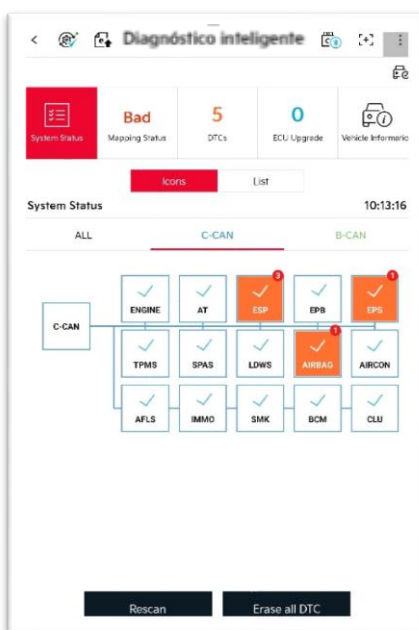 Diagnóstico inteligente
Bad 5 0
System Status Mapping Status DTCs ECU Upgrade Vehicle Informatio
Icons List
System Status 10:13:16
ALL C-CAN B-CAN
3 1
ENGINE AT ESP EPB EPS
C-CAN
1
TPMS SPAS LDWS AIRBAG AIRCON
AFLS IMMO SMK BCM CLU
Rescan Erase all DTC